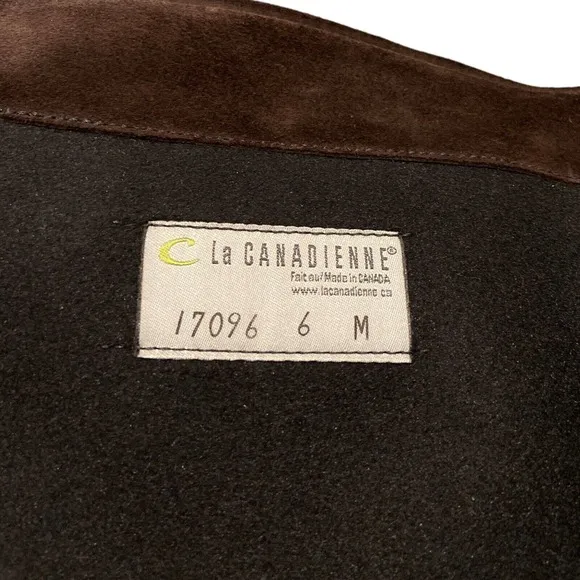 La CANADIENNE®
Fait au/Made in CANADA
www.lacanadienne.ca
17096 6 M